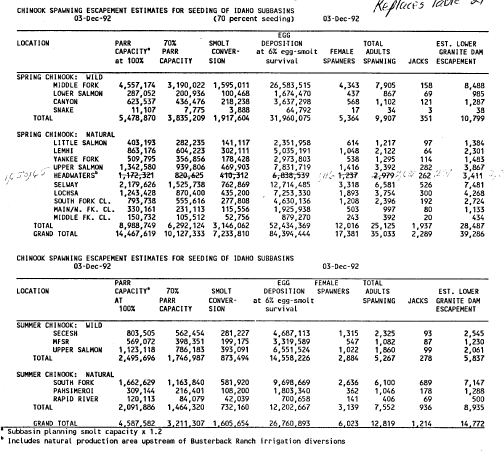 Replaces Table 21
CHINOOK SPAWNING ESCAPEMENT ESTIMATES FOR SEEDING OF IDAHO SUBBASINS
03-Dec-92 (70 percent seeding) 03-Dec-92
EGG
PARR 70% SMOLT DEPOSITION FEMALE TOTAL EST. LOWER
LOCATION CAPACITYᵃ PARR CONVER- at 6% egg-smolt SPAWNERS ADULTS JACKS GRANITE DAM
at 100% CAPACITY SION survival SPAWNING ESCAPEMENT
SPRING CHINOOK: WILD
MIDDLE FORK 4,557,174 3,190,022 1,595,011 26,583,515 4,343 7,905 158 8,488
LOWER SALMON 287,052 200,936 100,468 1,674,470 437 867 69 985
CANYON 623,537 436,476 218,238 3,637,298 568 1,102 121 1,287
SNAKE 11,107 7,775 3,888 64,792 17 34 3 38
TOTAL 5,478,870 3,835,209 1,917,604 31,960,075 5,364 9,907 351 10,799
SPRING CHINOOK: NATURAL
LITTLE SALMON 403,193 282,235 141,117 2,351,958 614 1,217 97 1,384
LEMHI 863,176 604,223 302,111 5,035,191 1,048 2,122 64 2,301
YANKEE FORK 509,795 356,856 178,428 2,973,803 538 1,295 114 1,483
UPPER SALMON 1,342,580 939,806 469,903 7,831,719 1,416 3,392 282 3,867
HEADWATERSᵇ 1,172,321 820,625 410,312 6,838,539 1,237 2,979 262 3,411
SELWAY 2,179,626 1,525,738 762,869 12,714,485 3,318 6,581 526 7,481
LOCHSA 1,243,428 870,400 435,200 7,253,330 1,893 3,754 300 4,268
SOUTH FORK CL. 793,738 555,616 277,808 4,630,136 1,208 2,396 192 2,724
MAIN/N. FK. CL. 330,161 231,113 115,556 1,925,938 503 997 80 1,133
MIDDLE FK. CL. 150,732 105,512 52,756 879,270 243 392 20 434
TOTAL 8,988,749 6,292,124 3,146,062 52,434,369 12,016 25,125 1,937 28,487
GRAND TOTAL 14,467,619 10,127,333 7,233,810 84,394,444 17,381 35,033 2,289 39,286
CHINOOK SPAWNING ESCAPEMENT ESTIMATES FOR SEEDING OF IDAHO SUBBASINS
03-Dec-92 03-Dec-92
PARR EGG FEMALE TOTAL
LOCATION CAPACITYᵃ 70% SMOLT DEPOSITION SPAWNERS ADULTS EST. LOWER
AT PARR CONVER- at 6% egg-smolt SPAWNING JACKS GRANITE DAM
100% CAPACITY SION survival ESCAPEMENT
SUMMER CHINOOK: WILD
SECESH 803,505 562,454 281,227 4,687,113 1,315 2,325 93 2,545
MFSR 569,072 398,351 199,175 3,319,589 547 1,082 87 1,230
UPPER SALMON 1,123,118 786,183 393,091 6,551,524 1,022 1,860 99 2,061
TOTAL 2,495,696 1,746,987 873,494 14,558,226 2,884 5,267 278 5,837
SUMMER CHINOOK: NATURAL
SOUTH FORK 1,662,629 1,163,840 581,920 9,698,669 2,636 6,100 689 7,147
PAHSIMEROI 309,144 216,401 108,200 1,803,340 362 1,046 178 1,288
RAPID RIVER 120,113 84,079 42,039 700,658 141 406 69 500
TOTAL 2,091,886 1,464,320 732,160 12,202,667 3,139 7,552 936 8,935
GRAND TOTAL 4,587,582 3,211,307 1,605,654 26,760,893 6,023 12,819 1,214 14,772
ᵃ Subbasin planning smolt capacity x 1.2
ᵇ Includes natural production area upstream of Busterback Ranch irrigation diversions